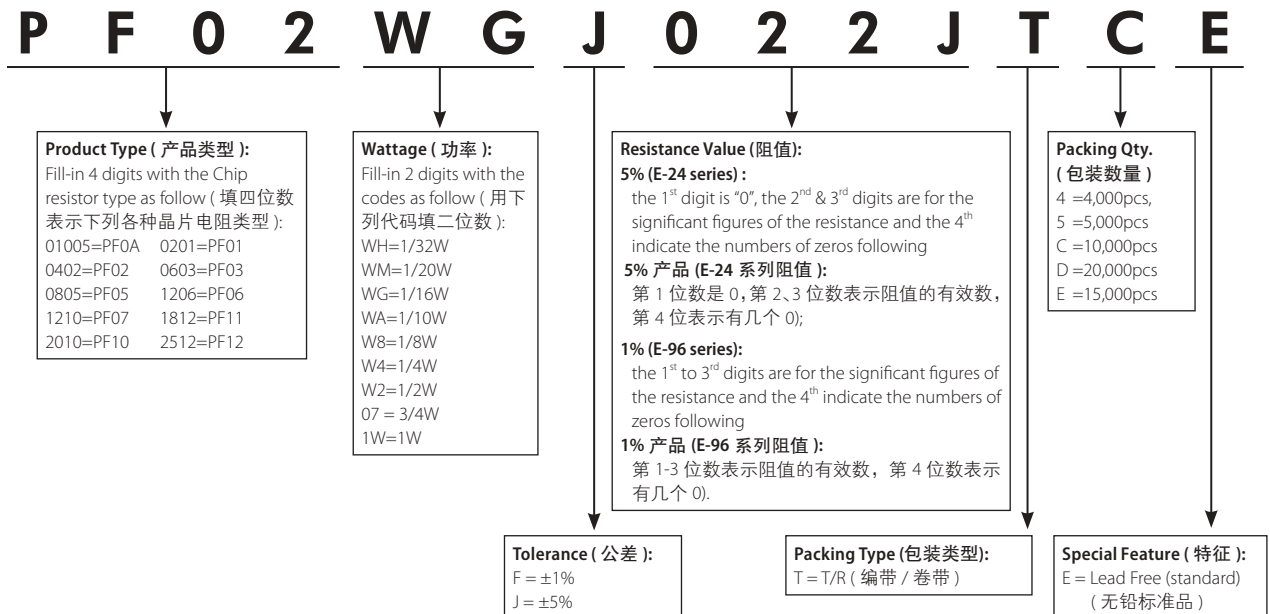 P F 0 2 W G J 0 2 2 J T C E
Product Type ( 产品类型 ):
Fill-in 4 digits with the Chip
resistor type as follow ( 填四位数
表示下列各种晶片电阻类型 ):
01005=PF0A 0201=PF01
0402=PF02 0603=PF03
0805=PF05 1206=PF06
1210=PF07 1812=PF11
2010=PF10 2512=PF12
Wattage ( 功率 ):
Fill-in 2 digits with the
codes as follow ( 用下
列代码填二位数 ):
WH=1/32W
WM=1/20W
WG=1/16W
WA=1/10W
W8=1/8W
W4=1/4W
W2=1/2W
07 = 3/4W
1W=1W
Resistance Value (阻值):
5% (E-24 series) :
the 1st digit is “0”, the 2nd & 3rd digits are for the
significant figures of the resistance and the 4th
indicate the numbers of zeros following
5% 产品 (E-24 系列阻值 ):
第 1 位数是 0, 第 2、3 位数表示阻值的有效数，
第 4 位表示有几个 0);
1% (E-96 series):
the 1st to 3rd digits are for the significant figures of
the resistance and the 4th indicate the numbers of
zeros following
1% 产品 (E-96 系列阻值 ):
第 1-3 位数表示阻值的有效数，第 4 位数表示
有几个 0).
Packing Qty.
( 包装数量 )
4 =4,000pcs,
5 =5,000pcs
C =10,000pcs
D =20,000pcs
E =15,000pcs
Tolerance ( 公差 ):
F = ±1%
J = ±5%
Packing Type (包装类型):
T = T/R ( 编带 / 卷带 )
Special Feature ( 特征 ):
E = Lead Free (standard)
( 无铅标准品 )